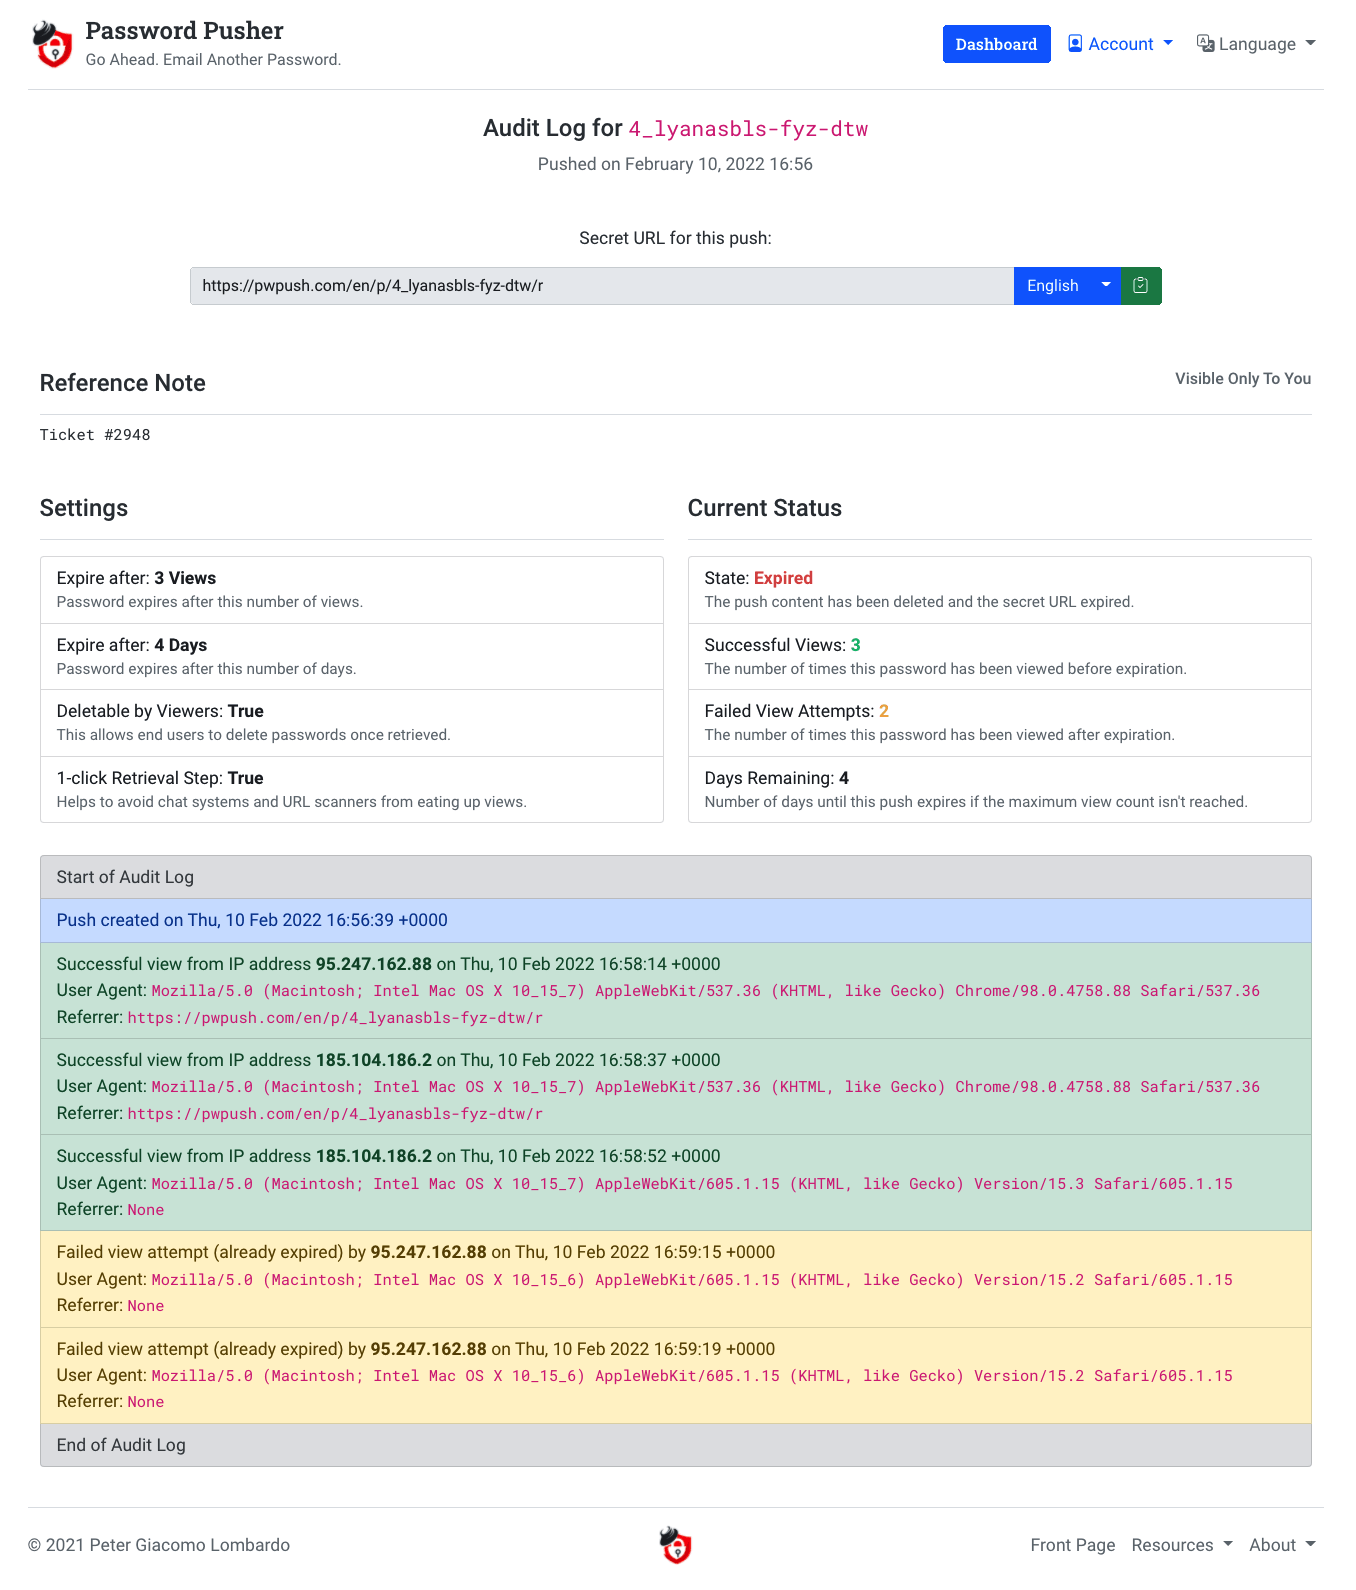 Password Pusher
Go Ahead. Email Another Password.
Dashboard
Account
Language
Audit Log for 4_lyanasbls-fyz-dtw
Pushed on February 10, 2022 16:56
Secret URL for this push:
https://pwpush.com/en/p/4_lyanasbls-fyz-dtw/r
English
Reference Note
Visible Only To You
Ticket #2948
Settings
Expire after: 3 Views
Password expires after this number of views.
Expire after: 4 Days
Password expires after this number of days.
Deletable by Viewers: True
This allows end users to delete passwords once retrieved.
1-click Retrieval Step: True
Helps to avoid chat systems and URL scanners from eating up views.
Current Status
State: Expired
The push content has been deleted and the secret URL expired.
Successful Views: 3
The number of times this password has been viewed before expiration.
Failed View Attempts: 2
The number of times this password has been viewed after expiration.
Days Remaining: 4
Number of days until this push expires if the maximum view count isn't reached.
Start of Audit Log
Push created on Thu, 10 Feb 2022 16:56:39 +0000
Successful view from IP address 95.247.162.88 on Thu, 10 Feb 2022 16:58:14 +0000
User Agent: Mozilla/5.0 (Macintosh; Intel Mac OS X 10_15_7) AppleWebKit/537.36 (KHTML, like Gecko) Chrome/98.0.4758.88 Safari/537.36
Referrer: https://pwpush.com/en/p/4_lyanasbls-fyz-dtw/r
Successful view from IP address 185.104.186.2 on Thu, 10 Feb 2022 16:58:37 +0000
User Agent: Mozilla/5.0 (Macintosh; Intel Mac OS X 10_15_7) AppleWebKit/537.36 (KHTML, like Gecko) Chrome/98.0.4758.88 Safari/537.36
Referrer: https://pwpush.com/en/p/4_lyanasbls-fyz-dtw/r
Successful view from IP address 185.104.186.2 on Thu, 10 Feb 2022 16:58:52 +0000
User Agent: Mozilla/5.0 (Macintosh; Intel Mac OS X 10_15_7) AppleWebKit/605.1.15 (KHTML, like Gecko) Version/15.3 Safari/605.1.15
Referrer: None
Failed view attempt (already expired) by 95.247.162.88 on Thu, 10 Feb 2022 16:59:15 +0000
User Agent: Mozilla/5.0 (Macintosh; Intel Mac OS X 10_15_6) AppleWebKit/605.1.15 (KHTML, like Gecko) Version/15.2 Safari/605.1.15
Referrer: None
Failed view attempt (already expired) by 95.247.162.88 on Thu, 10 Feb 2022 16:59:19 +0000
User Agent: Mozilla/5.0 (Macintosh; Intel Mac OS X 10_15_6) AppleWebKit/605.1.15 (KHTML, like Gecko) Version/15.2 Safari/605.1.15
Referrer: None
End of Audit Log
© 2021 Peter Giacomo Lombardo
Front Page
Resources
About